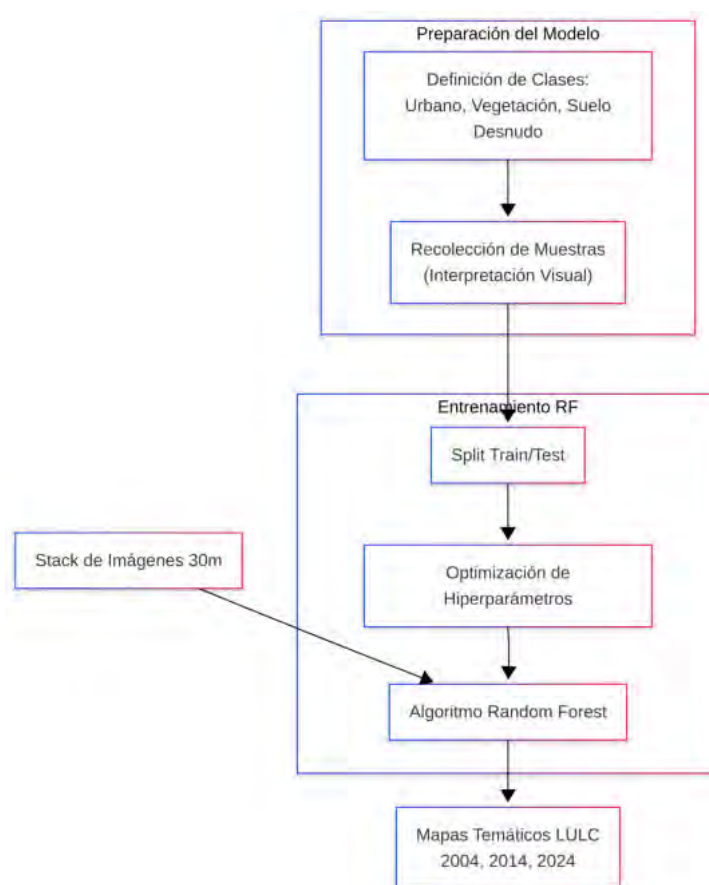 Preparación del Modelo
Definición de Clases:
Urbano, Vegetación, Suelo
Desnudo
Recolección de Muestras
(Interpretación Visual)
Entrenamiento RF
Split Train/Test
Stack de Imágenes 30m
Optimización de
Hiperparámetros
Algoritmo Random Forest
Mapas Temáticos LULC
2004, 2014, 2024